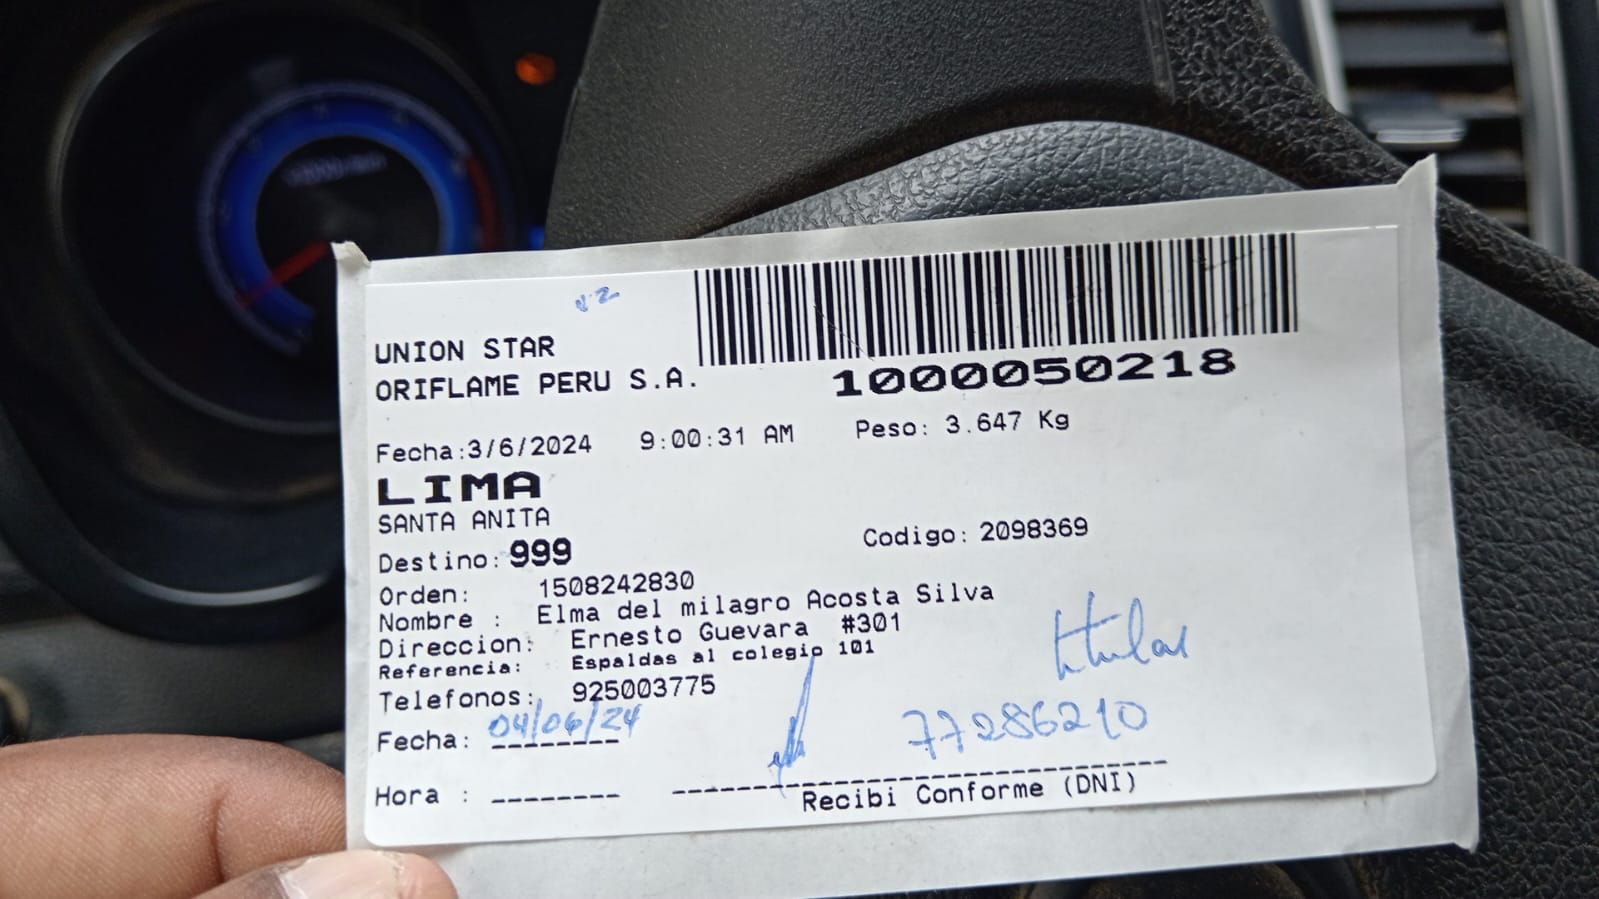 v2
UNION STAR
ORIFLAME PERU S.A.
1000050218
Fecha:3/6/2024 9:00:31 AM Peso: 3.647 Kg
LIMA
SANTA ANITA
Destino: 999 Codigo: 2098369
Orden: 1508242830
Nombre : Elma del milagro Acosta Silva
Direccion: Ernesto Guevara #301
Referencia: Espaldas al colegio 101
Telefonos: 925003775
titular
Fecha: 04/06/24
77286210
Hora : --------
Recibi Conforme (DNI)